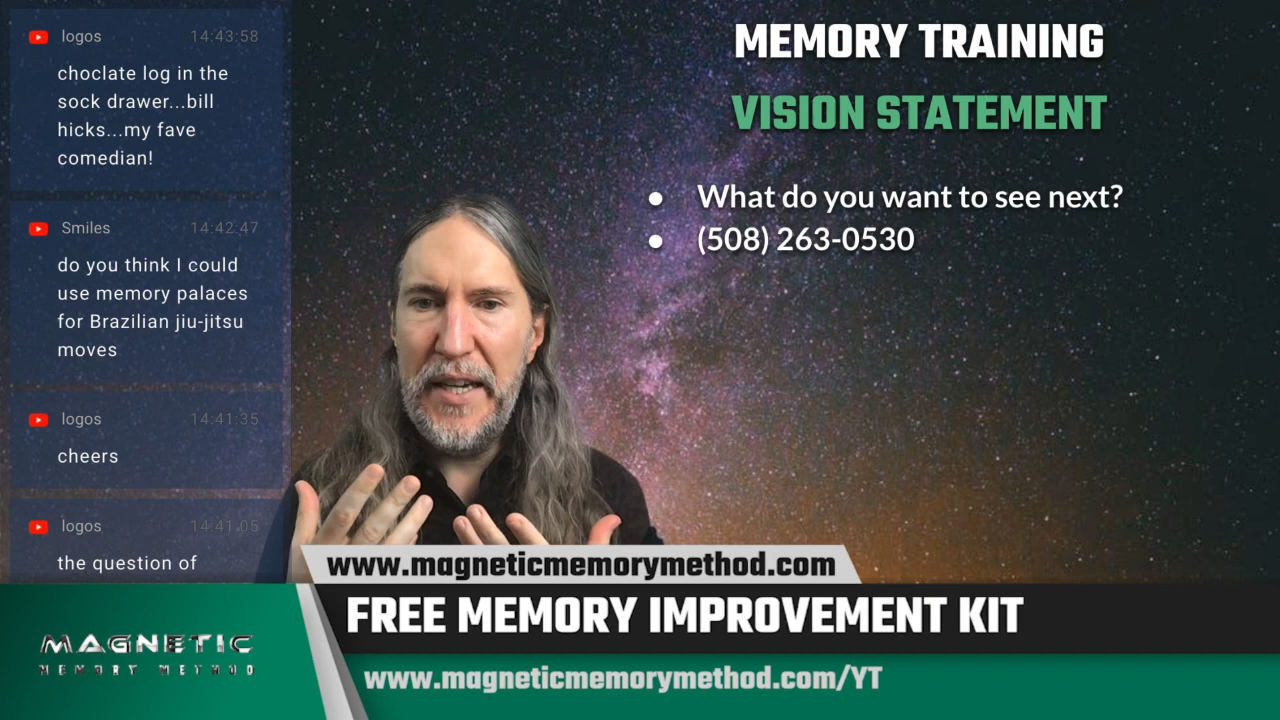 logos 14:43:58
choclate log in the
sock drawer...bill
hicks...my fave
comedian!
Smiles 14:42:47
do you think I could
use memory palaces
for Brazilian jiu-jitsu
moves
logos 14:41:35
cheers
logos 14:41:05
the question of
MEMORY TRAINING
VISION STATEMENT
● What do you want to see next?
● (508) 263-0530
www.magneticmemorymethod.com
FREE MEMORY IMPROVEMENT KIT
www.magneticmemorymethod.com/YT
MAGNETIC
MEMORY METHOD